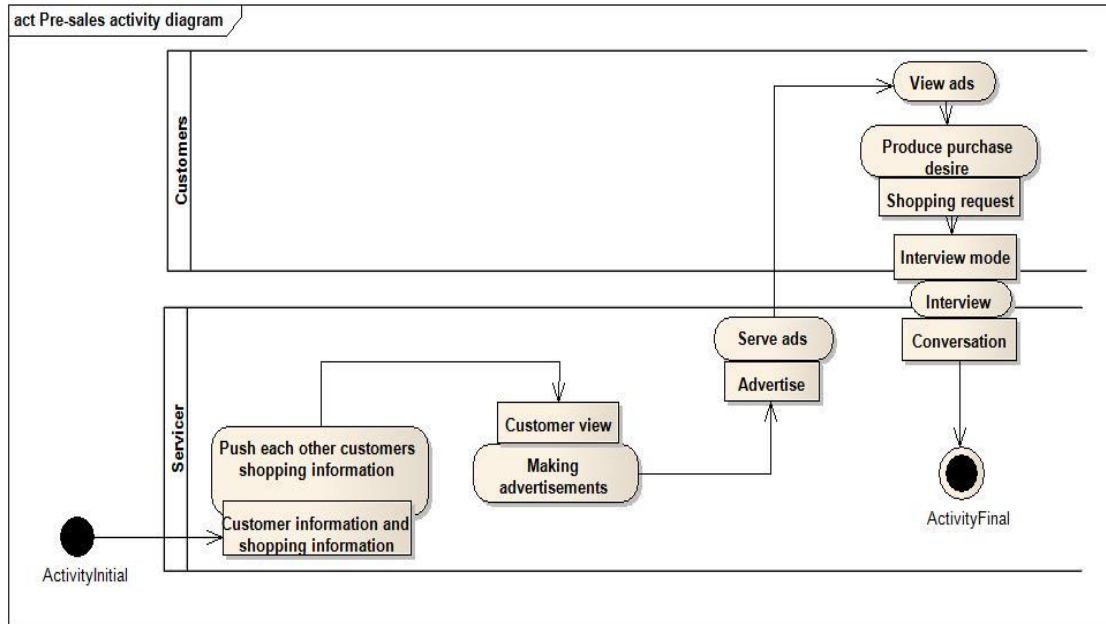 act Pre-sales activity diagram
Customers
View ads
Produce purchase
desire
Shopping request
Interview mode
Interview
Conversation
Servicer
Serve ads
Advertise
Customer view
Making
advertisements
Push each other customers
shopping information
Customer information and
shopping information
ActivityInitial
ActivityFinal